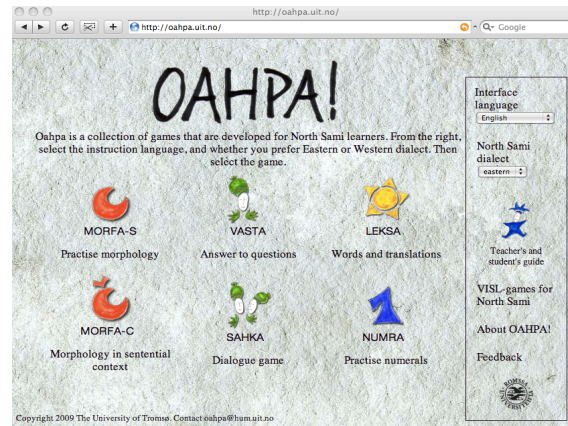 http://oahpa.uit.no/
http://oahpa.uit.no/
Google
OAHPA!
Oahpa is a collection of games that are developed for North Sami learners. From the right,
select the instruction language, and whether you prefer Eastern or Western dialect. Then
select the game.
MORFA-S
Practise morphology
VASTA
Answer to questions
LEKSA
Words and translations
MORFA-C
Morphology in sentential
context
SAHKA
Dialogue game
NUMRA
Practise numerals
Interface
language
English
North Sami
dialect
eastern
Teacher's and
student's guide
VISL-games for
North Sami
About OAHPA!
Feedback
Copyright 2009 The University of Tromsø. Contact oahpa@hum.uit.no